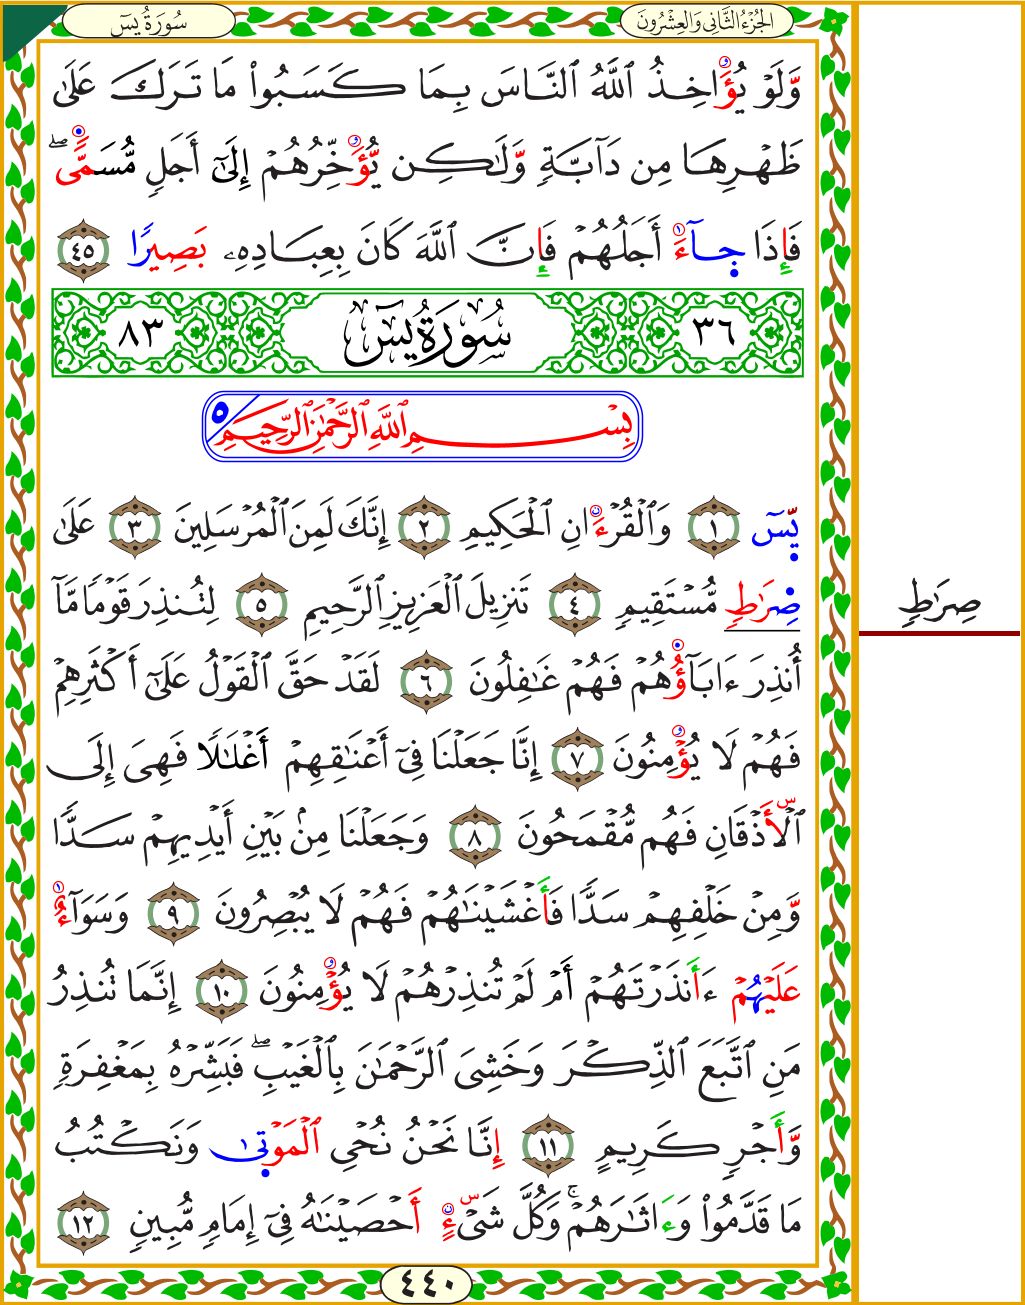 سُورَةُ يسٓ
الجُزْءُ الثَّانِي وَالعِشْرُونَ
وَّلَوۡ يُؤَاخِذُ ٱللَّهُ ٱلنَّاسَ بِمَا كَسَبُواْ مَا تَرَكَ عَلَىٰ
ظَهۡرِهَا مِن دَآبَّةٖ وَّلَٰكِن يُّؤَخِّرُهُمۡ إِلَىٰٓ أَجَلٖ مُّسَمّٗىۖ
فَإِذَا جَآءَ أَجَلُهُمۡ فَإِنَّ ٱللَّهَ كَانَ بِعِبَادِهِۦ بَصِيرٗا ٤٥
٣٦ سُورَةُ يسٓ ٨٣
بِسۡمِ ٱللَّهِ ٱلرَّحۡمَٰنِ ٱلرَّحِيمِ ٥
يسٓ ١ وَٱلۡقُرۡءَانِ ٱلۡحَكِيمِ ٢ إِنَّكَ لَمِنَ ٱلۡمُرۡسَلِينَ ٣ عَلَىٰ
صِرَٰطٖ مُّسۡتَقِيمٖ ٤ تَنزِيلَ ٱلۡعَزِيزِ ٱلرَّحِيمِ ٥ لِتُنذِرَ قَوۡمٗا مَّآ
صِرَٰطٖ
أُنذِرَ ءَابَآؤُهُمۡ فَهُمۡ غَٰفِلُونَ ٦ لَقَدۡ حَقَّ ٱلۡقَوۡلُ عَلَىٰٓ أَكۡثَرِهِمۡ
فَهُمۡ لَا يُؤۡمِنُونَ ٧ إِنَّا جَعَلۡنَا فِيٓ أَعۡنَٰقِهِمۡ أَغۡلَٰلٗا فَهِيَ إِلَى
ٱلۡأَذۡقَانِ فَهُم مُّقۡمَحُونَ ٨ وَجَعَلۡنَا مِنۢ بَيۡنِ أَيۡدِيهِمۡ سَدّٗا
وَّمِنۡ خَلۡفِهِمۡ سَدّٗا فَأَغۡشَيۡنَٰهُمۡ فَهُمۡ لَا يُبۡصِرُونَ ٩ وَسَوَآءٌ
عَلَيۡهُمۡ ءَأَنذَرۡتَهُمۡ أَمۡ لَمۡ تُنذِرۡهُمۡ لَا يُؤۡمِنُونَ ١٠ إِنَّمَا تُنذِرُ
مَنِ ٱتَّبَعَ ٱلذِّكۡرَ وَخَشِيَ ٱلرَّحۡمَٰنَ بِٱلۡغَيۡبِۖ فَبَشِّرۡهُ بِمَغۡفِرَةٖ
وَّأَجۡرٖ كَرِيمٍ ١١ إِنَّا نَحۡنُ نُحۡيِ ٱلۡمَوۡتَىٰ وَنَكۡتُبُ
مَا قَدَّمُواْ وَءَاثَٰرَهُمۡۚ وَكُلَّ شَيۡءٍ أَحۡصَيۡنَٰهُ فِيٓ إِمَامٖ مُّبِينٖ ١٢
٤٤٠